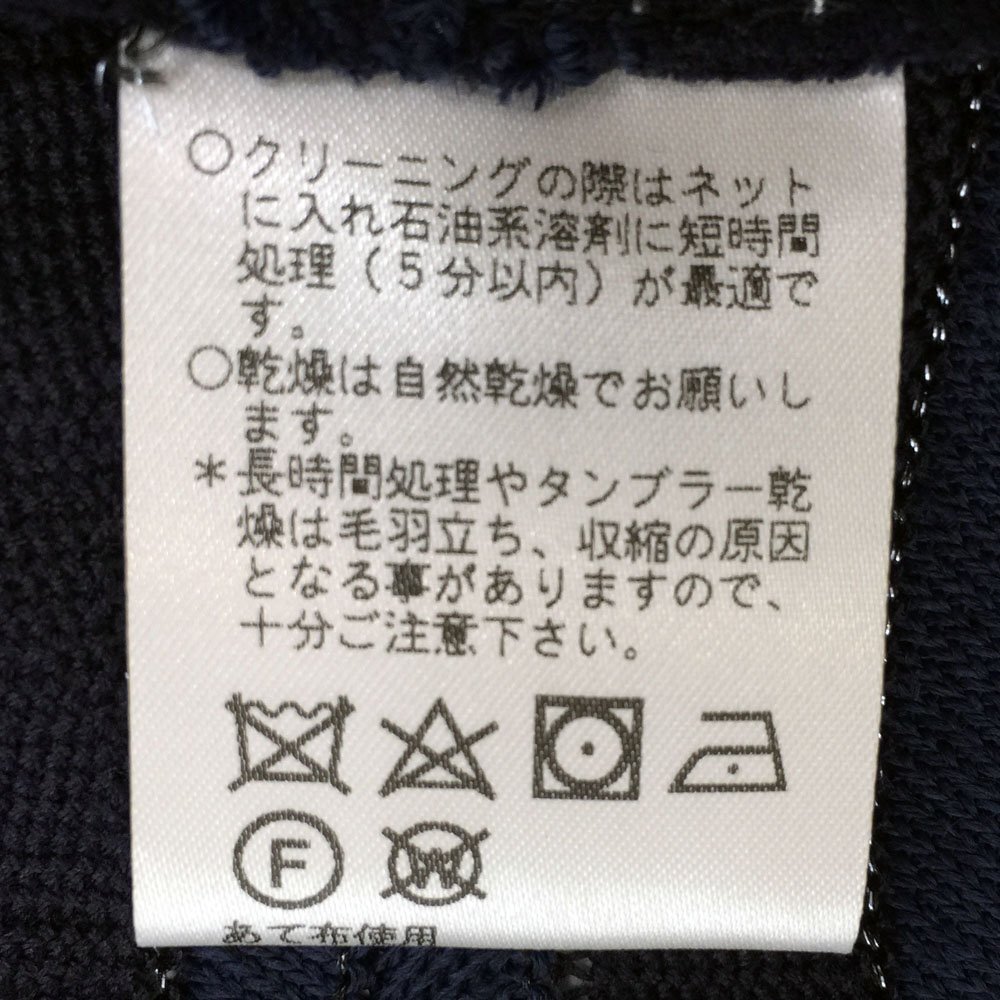 ○クリーニングの際はネット
に入れ石油系溶剤に短時間
処理(5分以内)が最適で
す。
○乾燥は自然乾燥でお願いし
ます。
*長時間処理やタンブラー乾
燥は毛羽立ち、収縮の原因
となる事がありますので、
十分ご注意下さい。
F W
あて布使用